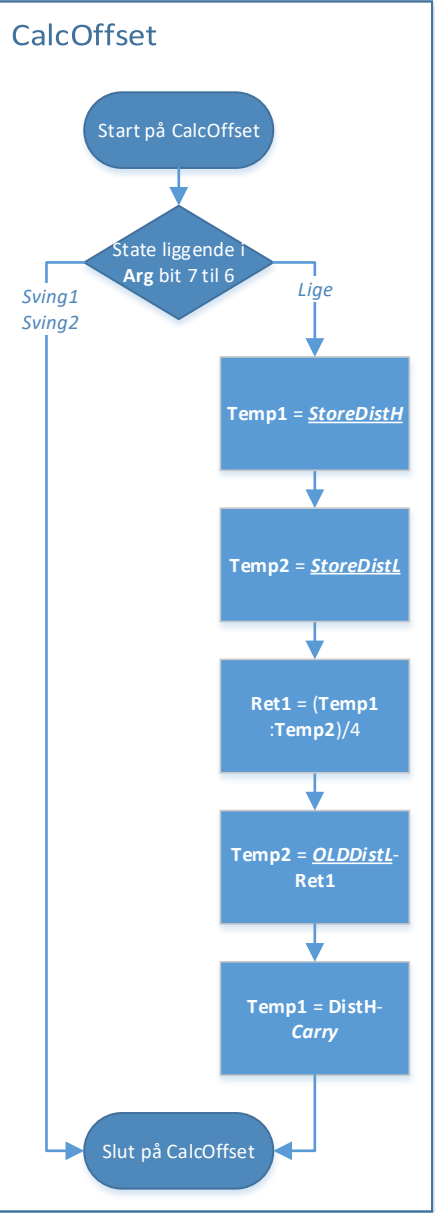 CalcOffset
Start på CalcOffset
State liggende i
Arg bit 7 til 6
Sving1
Sving2
Lige
Temp1 = StoreDistH
Temp2 = StoreDistL
Ret1 = (Temp1
:Temp2)/4
Temp2 = OLDDistL-
Ret1
Temp1 = DistH-
Carry
Slut på CalcOffset